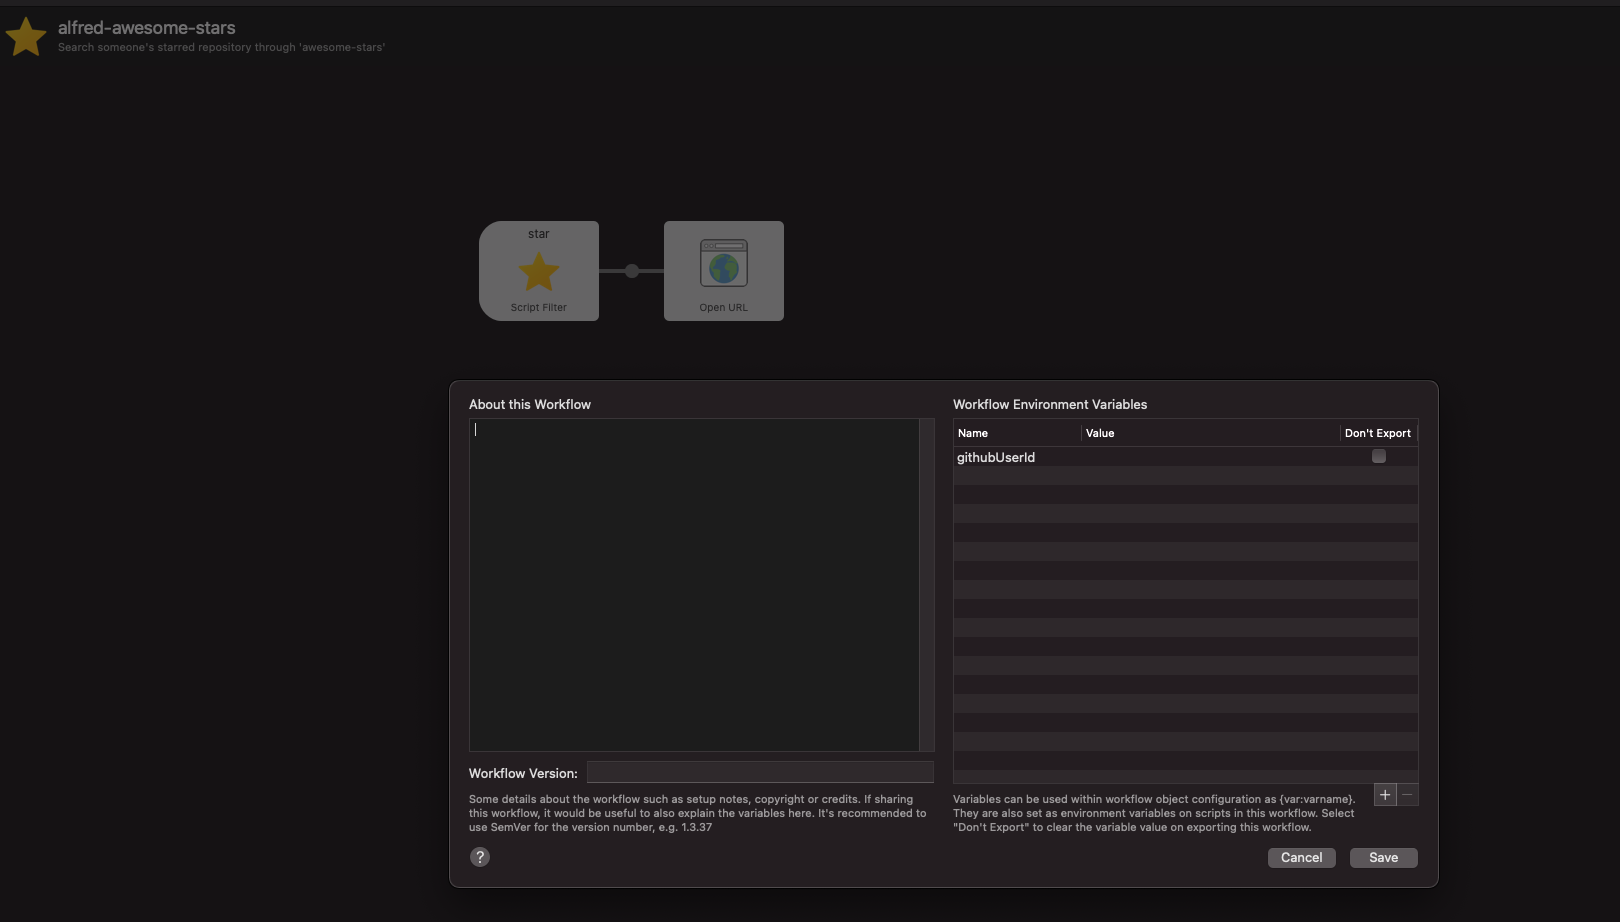 alfred-awesome-stars
Search someone's starred repository through 'awesome-stars'
star
Script Filter
Open URL
About this Workflow
Workflow Version:
Some details about the workflow such as setup notes, copyright or credits. If sharing
this workflow, it would be useful to also explain the variables here. It's recommended to
use SemVer for the version number, e.g. 1.3.37
?
Workflow Environment Variables
Name Value Don't Export
githubUserId
+ −
Variables can be used within workflow object configuration as {var:varname}.
They are also set as environment variables on scripts in this workflow. Select
"Don't Export" to clear the variable value on exporting this workflow.
Cancel Save